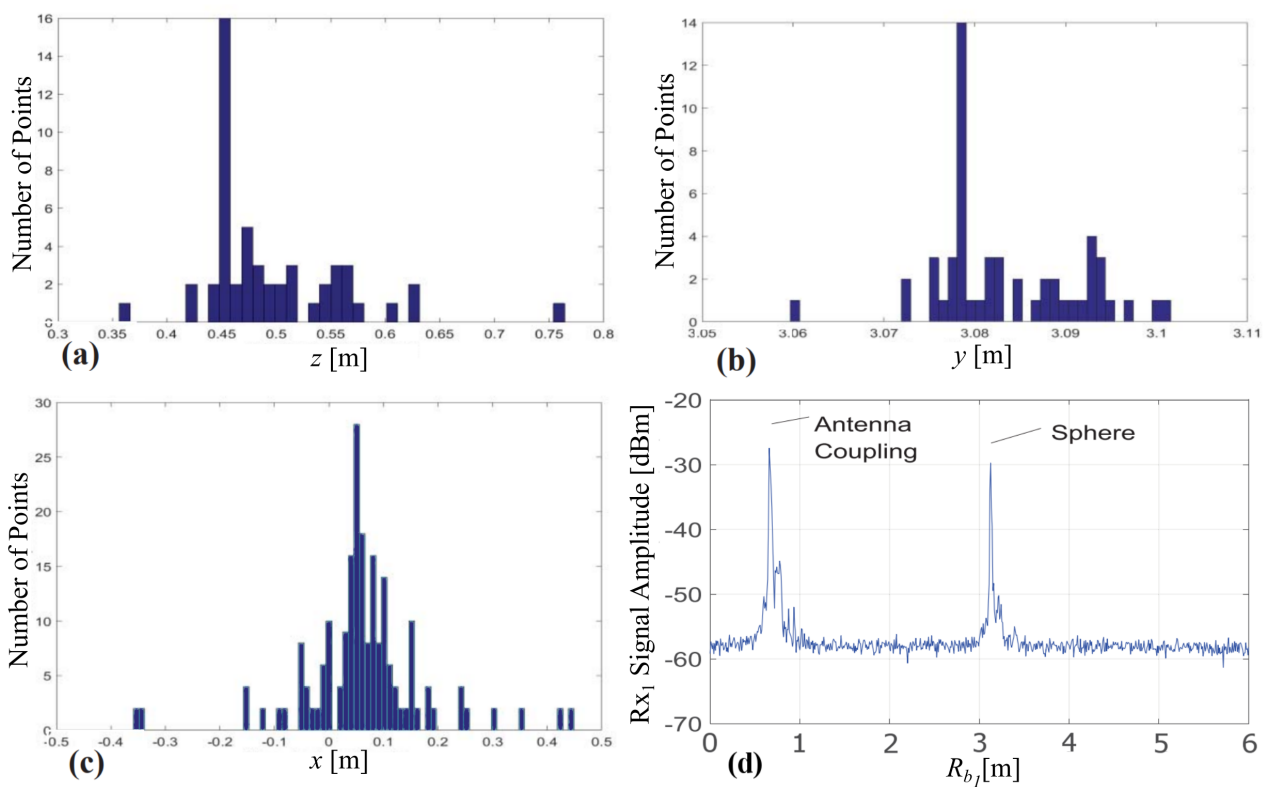 16
14
12
10
8
6
4
2
0
Number of Points
0.3 0.35 0.4 0.45 0.5 0.55 0.6 0.65 0.7 0.75 0.8
(a) z [m]
14
12
10
8
6
4
2
0
Number of Points
3.05 3.06 3.07 3.08 3.09 3.1 3.11
(b) y [m]
30
25
20
15
10
5
0
Number of Points
-0.5 -0.4 -0.3 -0.2 -0.1 0 0.1 0.2 0.3 0.4 0.5
(c) x [m]
-20
-30
-40
-50
-60
-70
Rx1 Signal Amplitude [dBm]
Antenna
Coupling
Sphere
0 1 2 3 4 5 6
(d) Rb1[m]